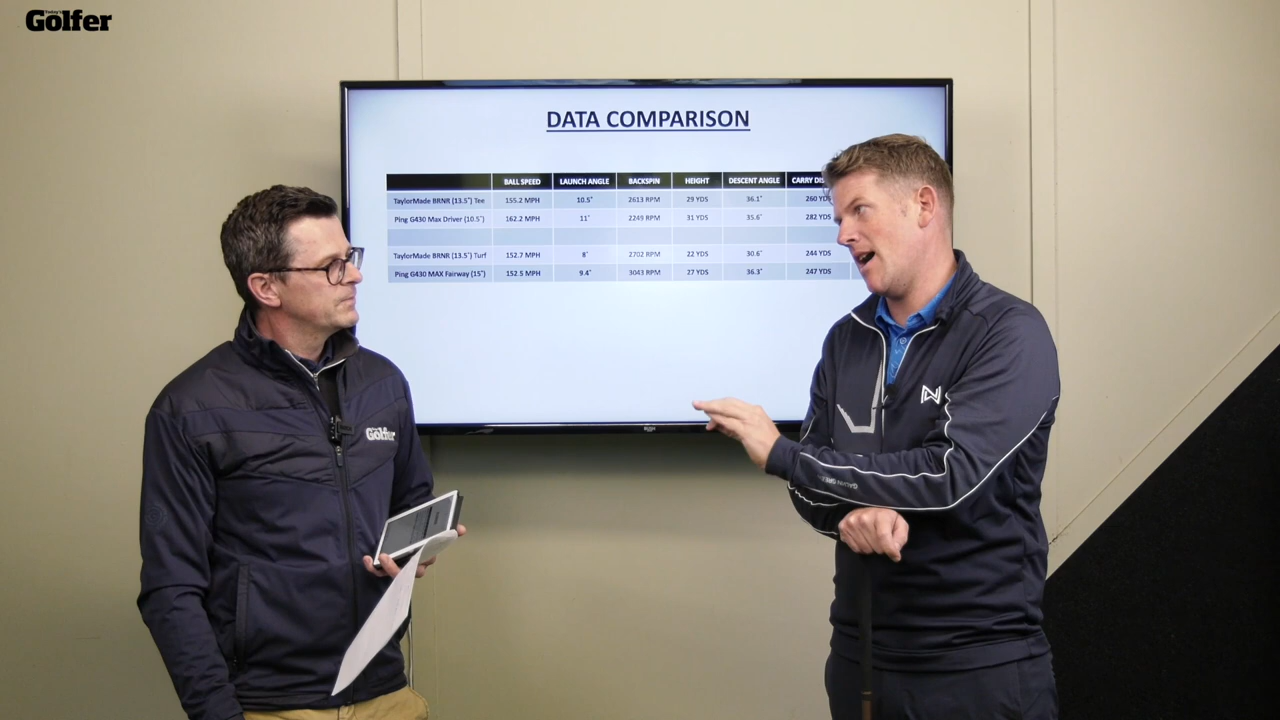 Today's
Golfer
DATA COMPARISON
BALL SPEED LAUNCH ANGLE BACKSPIN HEIGHT DESCENT ANGLE CARRY
TaylorMade BRNR (13.5°) Tee 155.2 MPH 10.5° 2613 RPM 29 YDS 36.1° 260 YDS
Ping G430 Max Driver (10.5°) 162.2 MPH 11° 2249 RPM 31 YDS 35.6° 282 YDS
TaylorMade BRNR (13.5°) Turf 152.7 MPH 8° 2702 RPM 22 YDS 30.6° 244 YDS
Ping G430 MAX Fairway (15°) 152.5 MPH 9.4° 3043 RPM 27 YDS 36.3° 247 YDS
Golfer